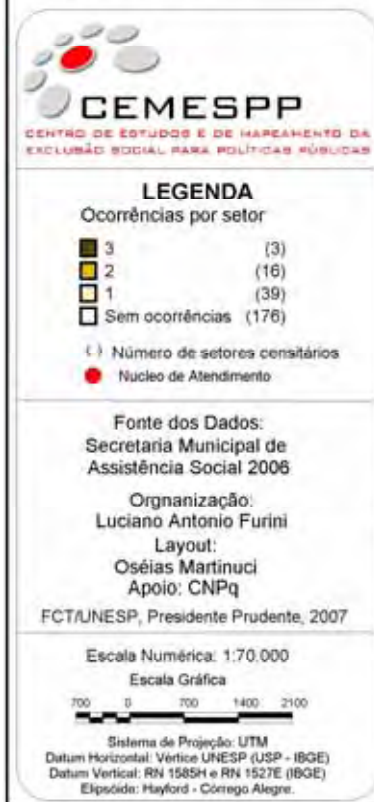 CEMESPP
CENTRO DE ESTUDOS E DE MAPEAMENTO DA
EXCLUSÃO SOCIAL PARA POLÍTICAS PÚBLICAS
LEGENDA
Ocorrências por setor
3 (3)
2 (16)
1 (39)
Sem ocorrências (176)
( ) Número de setores censitários
Nucleo de Atendimento
Fonte dos Dados:
Secretaria Municipal de
Assistência Social 2006
Orgnanização:
Luciano Antonio Furini
Layout:
Oséias Martinuci
Apoio: CNPq
FCT/UNESP, Presidente Prudente, 2007
Escala Numérica: 1:70.000
Escala Gráfica
700 0 700 1400 2100
Sistema de Projeção: UTM
Datum Horizontal: Vértice UNESP (USP - IBGE)
Datum Vertical: RN 1585H e RN 1527E (IBGE)
Elipsóide: Hayford - Córrego Alegre.